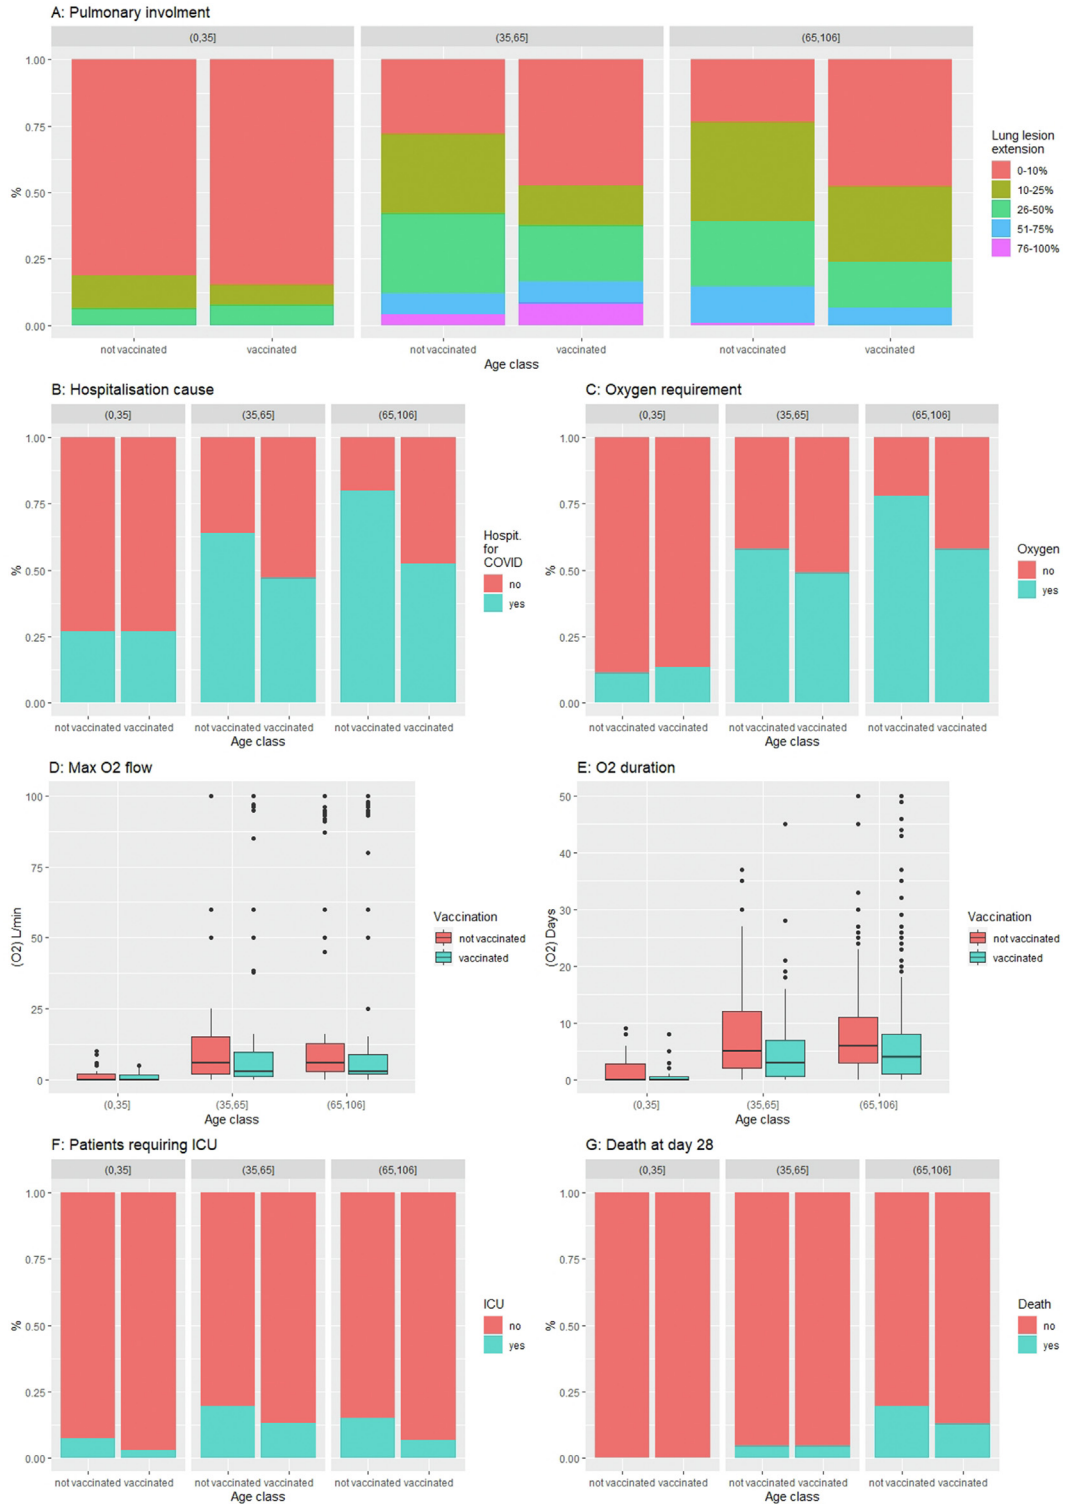 A: Pulmonary involment
(0,35] (35,65] (65,106]
1.00
0.75
0.50
0.25
0.00
%
not vaccinated vaccinated not vaccinated vaccinated not vaccinated vaccinated
Age class
Lung lesion
extension
0-10%
10-25%
26-50%
51-75%
76-100%
B: Hospitalisation cause
(0,35] (35,65] (65,106]
1.00
0.75
0.50
0.25
0.00
%
not vaccinated vaccinated not vaccinated vaccinated not vaccinated vaccinated
Age class
Hospit.
for
COVID
no
yes
C: Oxygen requirement
(0,35] (35,65] (65,106]
1.00
0.75
0.50
0.25
0.00
%
not vaccinated vaccinated not vaccinated vaccinated not vaccinated vaccinated
Age class
Oxygen
no
yes
D: Max O2 flow
100
75
50
25
0
(O2) L/min
(0,35] (35,65] (65,106]
Age class
Vaccination
not vaccinated
vaccinated
E: O2 duration
50
40
30
20
10
0
(O2) Days
(0,35] (35,65] (65,106]
Age class
Vaccination
not vaccinated
vaccinated
F: Patients requiring ICU
(0,35] (35,65] (65,106]
1.00
0.75
0.50
0.25
0.00
%
not vaccinated vaccinated not vaccinated vaccinated not vaccinated vaccinated
Age class
ICU
no
yes
G: Death at day 28
(0,35] (35,65] (65,106]
1.00
0.75
0.50
0.25
0.00
%
not vaccinated vaccinated not vaccinated vaccinated not vaccinated vaccinated
Age class
Death
no
yes